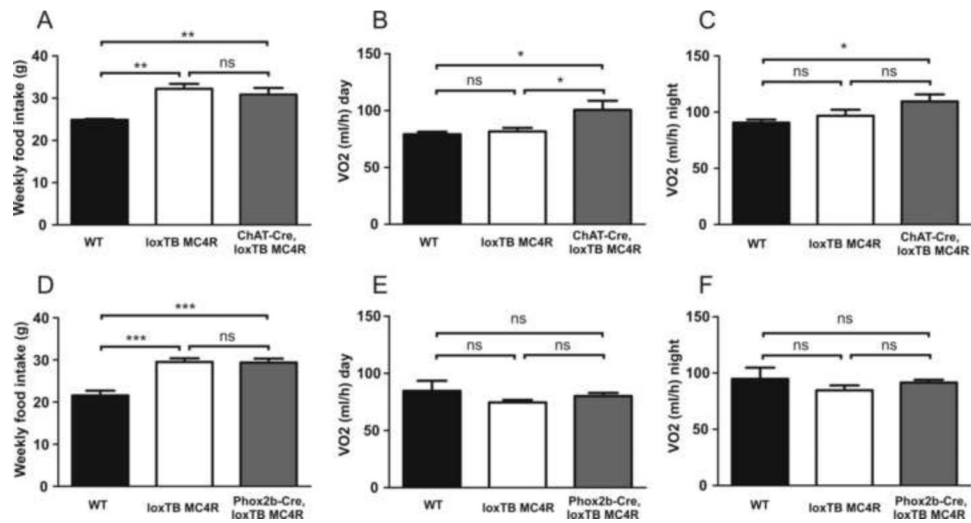 A
**
** ns
40
30
20
10
0
Weekly food intake (g)
WT loxTB MC4R ChAT-Cre,
loxTB MC4R
B
150
*
ns *
100
50
0
VO2 (ml/h) day
WT loxTB MC4R ChAT-Cre,
loxTB MC4R
C
150
*
ns ns
100
50
0
VO2 (ml/h) night
WT loxTB MC4R ChAT-Cre,
loxTB MC4R
D
40
***
*** ns
30
20
10
0
Weekly food intake (g)
WT loxTB MC4R Phox2b-Cre,
loxTB MC4R
E
150
ns
ns ns
100
50
0
VO2 (ml/h) day
WT loxTB MC4R Phox2b-Cre,
loxTB MC4R
F
150
ns
ns ns
100
50
0
VO2 (ml/h) night
WT loxTB MC4R Phox2b-Cre,
loxTB MC4R